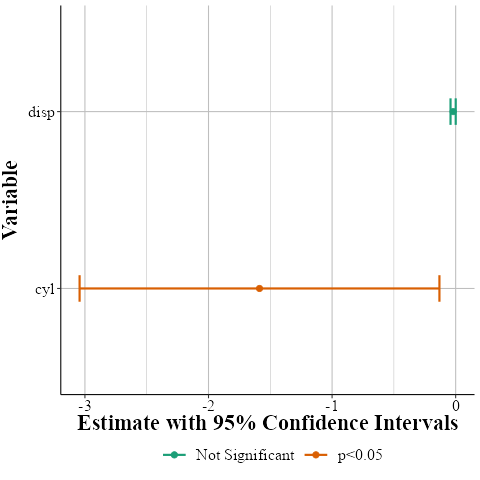 Variable
disp
cyl
-3 -2 -1 0
Estimate with 95% Confidence Intervals
Not Significant p<0.05